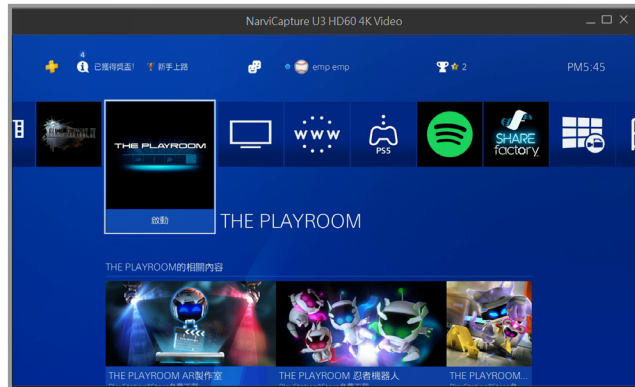 NarviCapture U3 HD60 4K Video
4
已獲得獎盃! 新手上路
emp emp
2
PM5:45
THE PLAYROOM
www
PS5
SHARE
factory
啟動
THE PLAYROOM
THE PLAYROOM的相關內容
THE PLAYROOM AR製作室
THE PLAYROOM 忍者機器人
THE PLAYROOM...